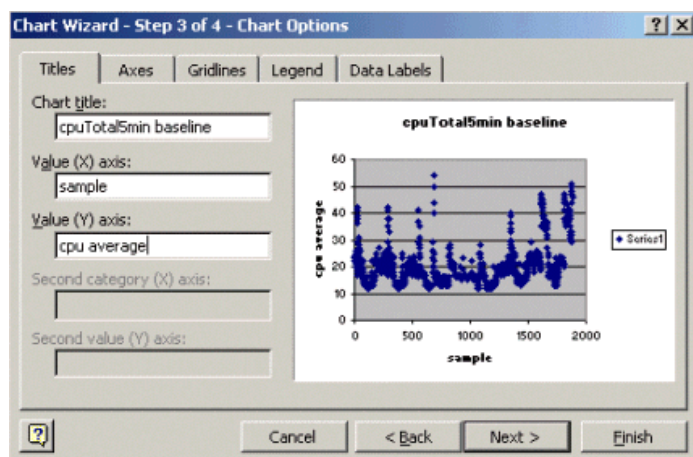 Chart Wizard - Step 3 of 4 - Chart Options
Titles
Axes
Gridlines
Legend
Data Labels
Chart title:
cpuTotal5min baseline
Value (X) axis:
sample
Value (Y) axis:
cpu average
Second category (X) axis:
Second value (Y) axis:
cpuTotal5min baseline
60
50
40
30
20
10
0
cpu average
0 500 1000 1500 2000
sample
Series1
Cancel
< Back
Next >
Finish